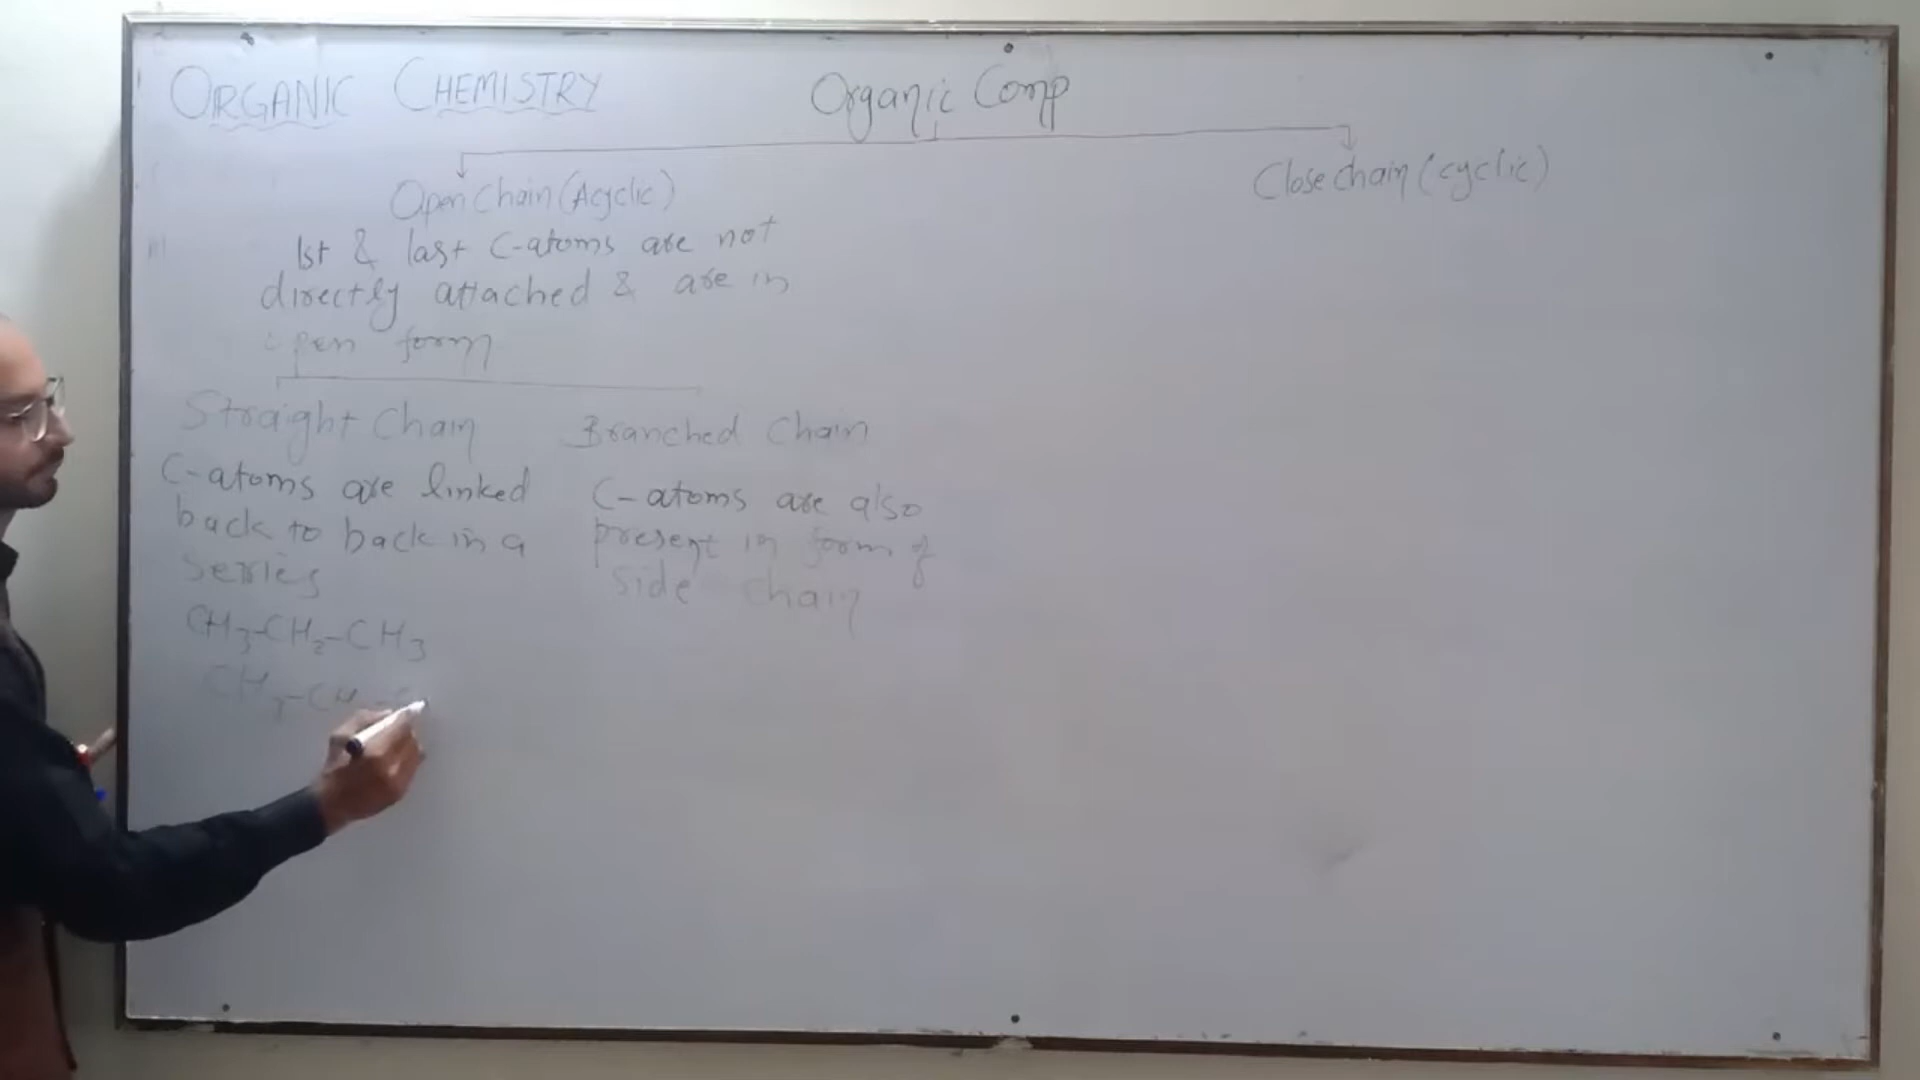 ORGANIC CHEMISTRY
Organic Comp
Open Chain (Acyclic)
Close chain (cyclic)
1st & last C-atoms are not
directly attached & are in
open form
Straight Chain
Branched Chain
C-atoms are linked
back to back in a
series
C-atoms are also
present in form of
side chain
CH3-CH2-CH3
CH3-CH